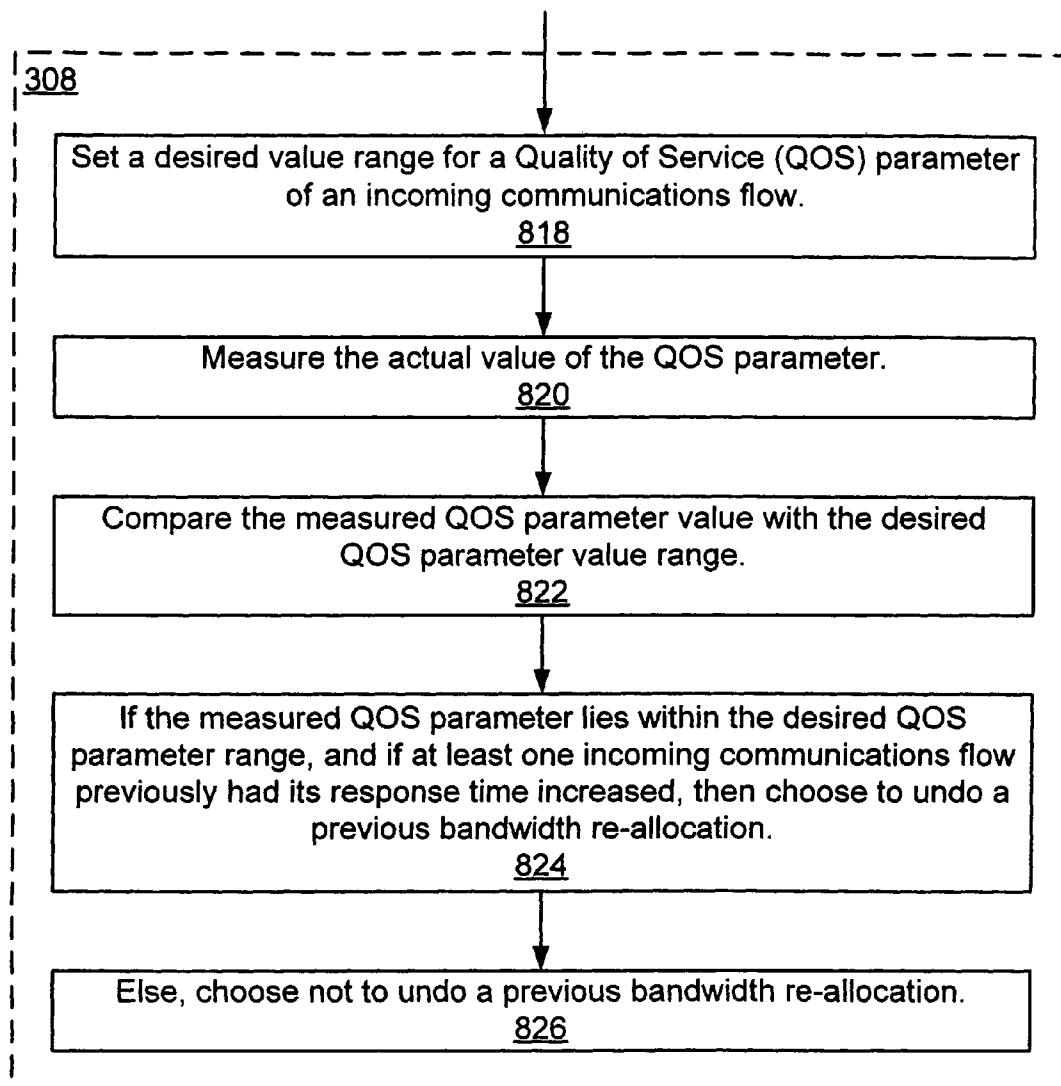 308
Set a desired value range for a Quality of Service (QOS) parameter
of an incoming communications flow.
818
Measure the actual value of the QOS parameter.
820
Compare the measured QOS parameter value with the desired
QOS parameter value range.
822
If the measured QOS parameter lies within the desired QOS
parameter range, and if at least one incoming communications flow
previously had its response time increased, then choose to undo a
previous bandwidth re-allocation.
824
Else, choose not to undo a previous bandwidth re-allocation.
826